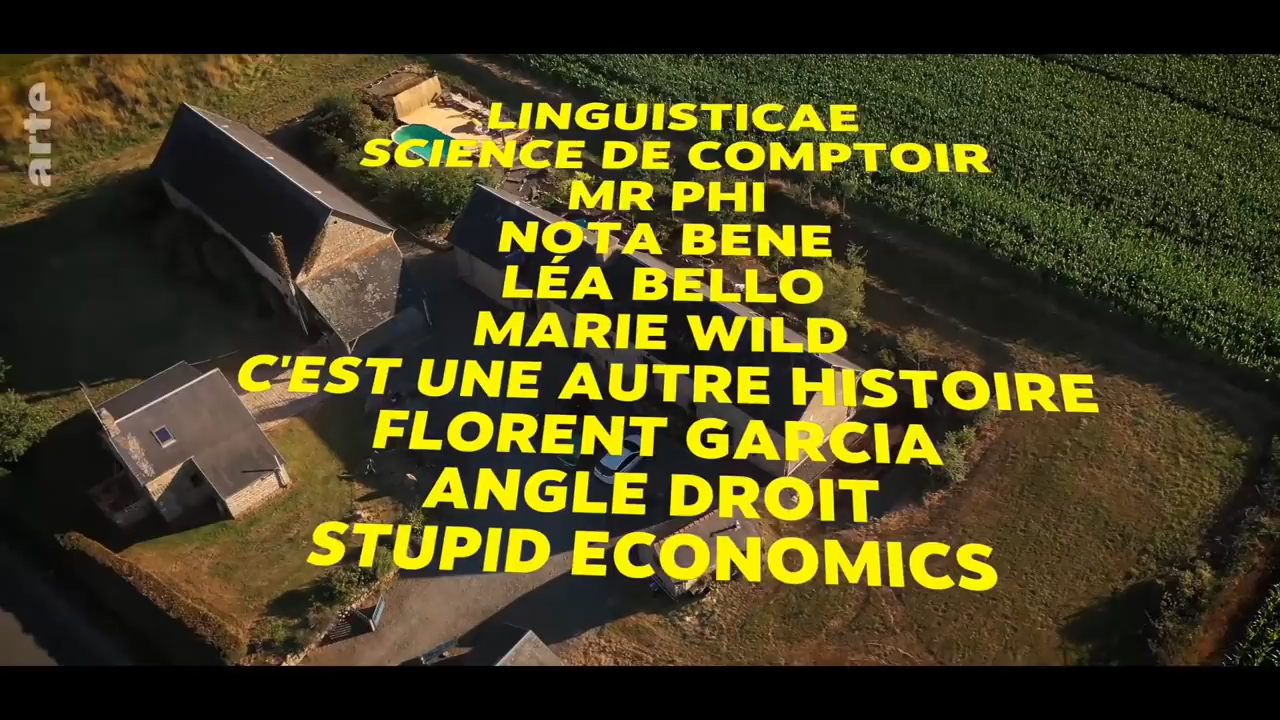 arte
LINGUISTICAE
SCIENCE DE COMPTOIR
MR PHI
NOTA BENE
LÉA BELLO
MARIE WILD
C'EST UNE AUTRE HISTOIRE
FLORENT GARCIA
ANGLE DROIT
STUPID ECONOMICS